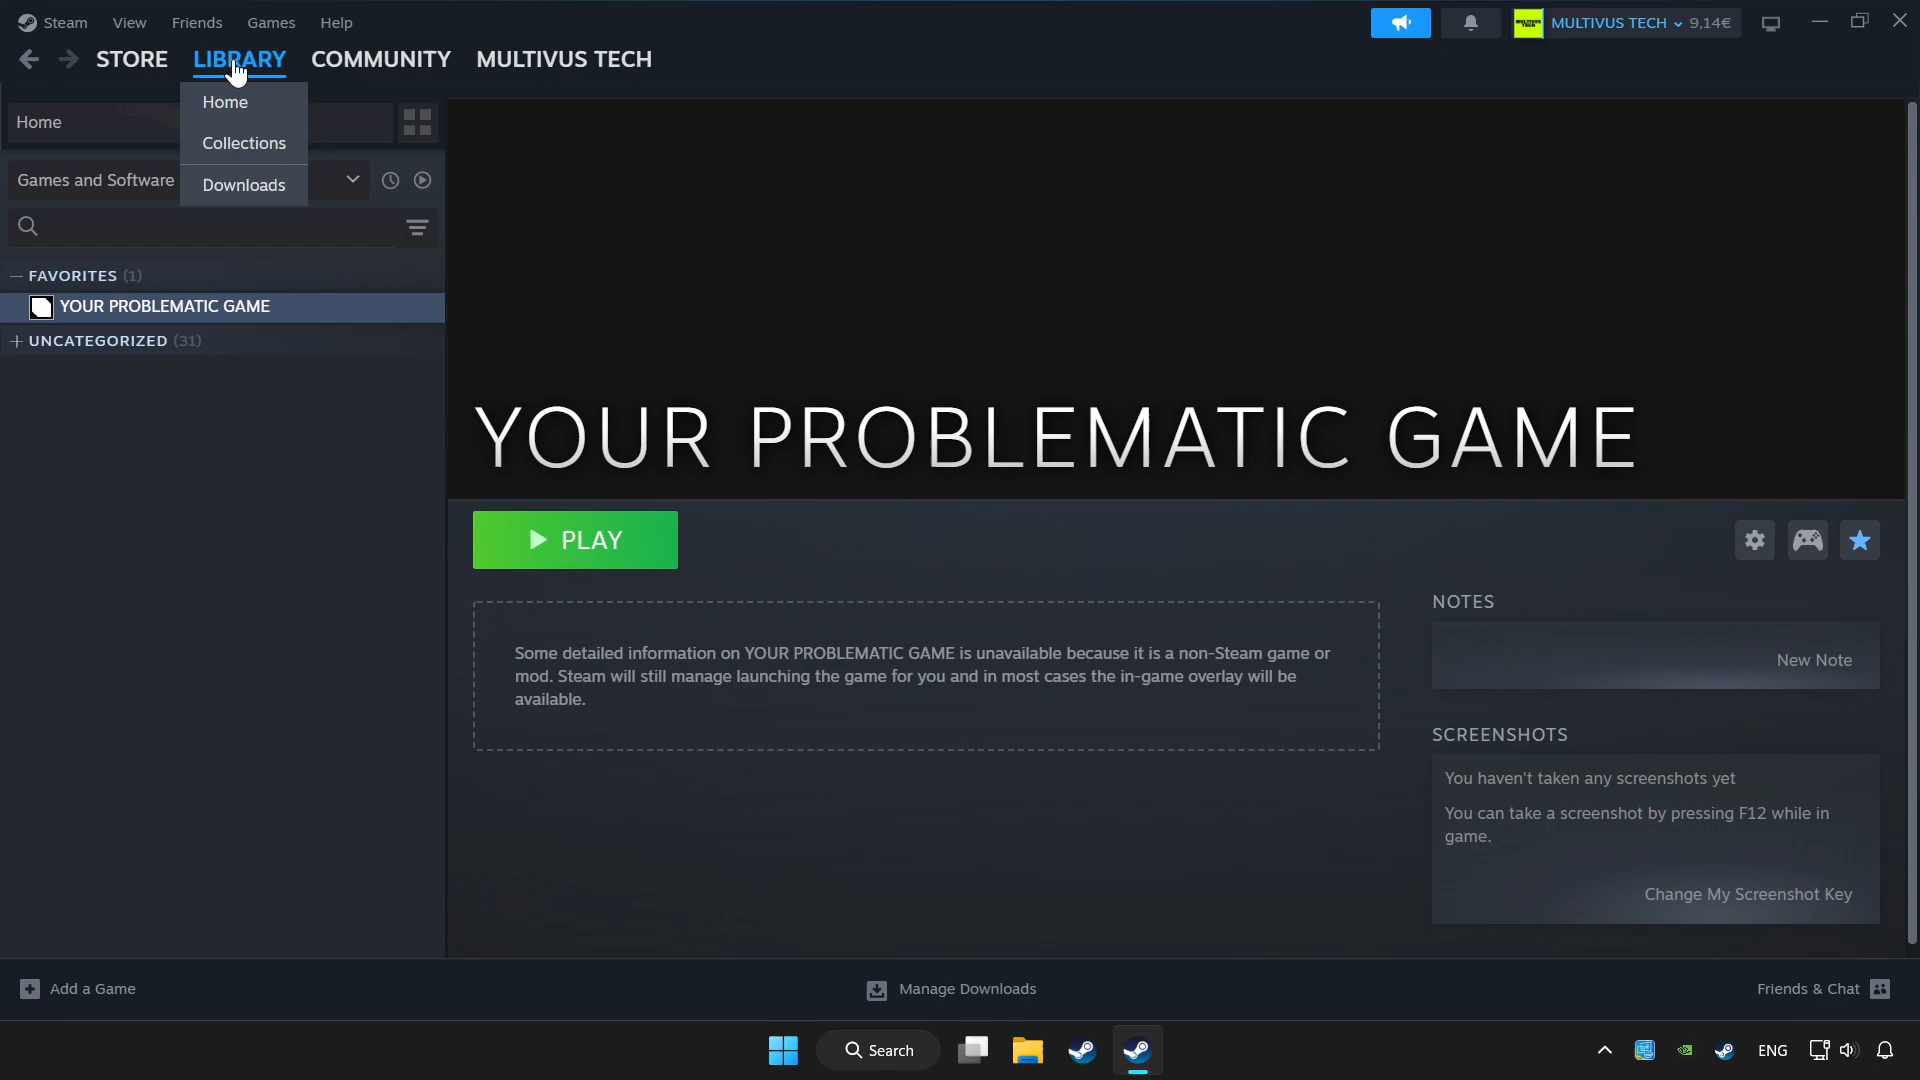 Steam View Friends Games Help
MULTIVUS TECH 9,14€
STORE LIBRARY COMMUNITY MULTIVUS TECH
Home
Home
Collections
Games and Software
Downloads
FAVORITES (1)
YOUR PROBLEMATIC GAME
UNCATEGORIZED (31)
YOUR PROBLEMATIC GAME
PLAY
Some detailed information on YOUR PROBLEMATIC GAME is unavailable because it is a non-Steam game or
mod. Steam will still manage launching the game for you and in most cases the in-game overlay will be
available.
NOTES
New Note
SCREENSHOTS
You haven't taken any screenshots yet
You can take a screenshot by pressing F12 while in
game.
Change My Screenshot Key
Add a Game
Manage Downloads
Friends & Chat
Search
ENG